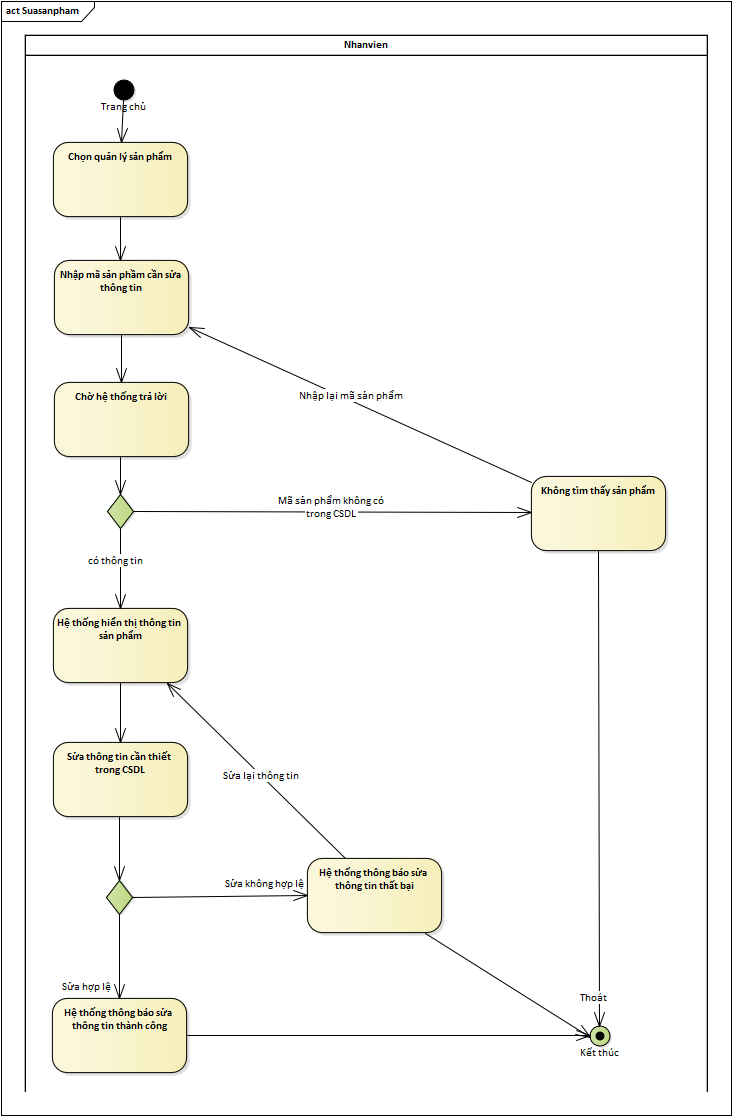 act Suasanpham
Nhanvien
Trang chủ
Chọn quản lý sản phẩm
Nhập mã sản phầm cần sửa
thông tin
Nhập lại mã sản phẩm
Chờ hệ thống trả lời
Không tìm thấy sản phẩm
Mã sản phẩm không có
trong CSDL
có thông tin
Hệ thống hiển thị thông tin
sản phẩm
Sửa thông tin cần thiết
trong CSDL
Sửa lại thông tin
Hệ thống thông báo sửa
thông tin thất bại
Sửa không hợp lệ
Sửa hợp lệ
Thoát
Hệ thống thông báo sửa
thông tin thành công
Kết thúc